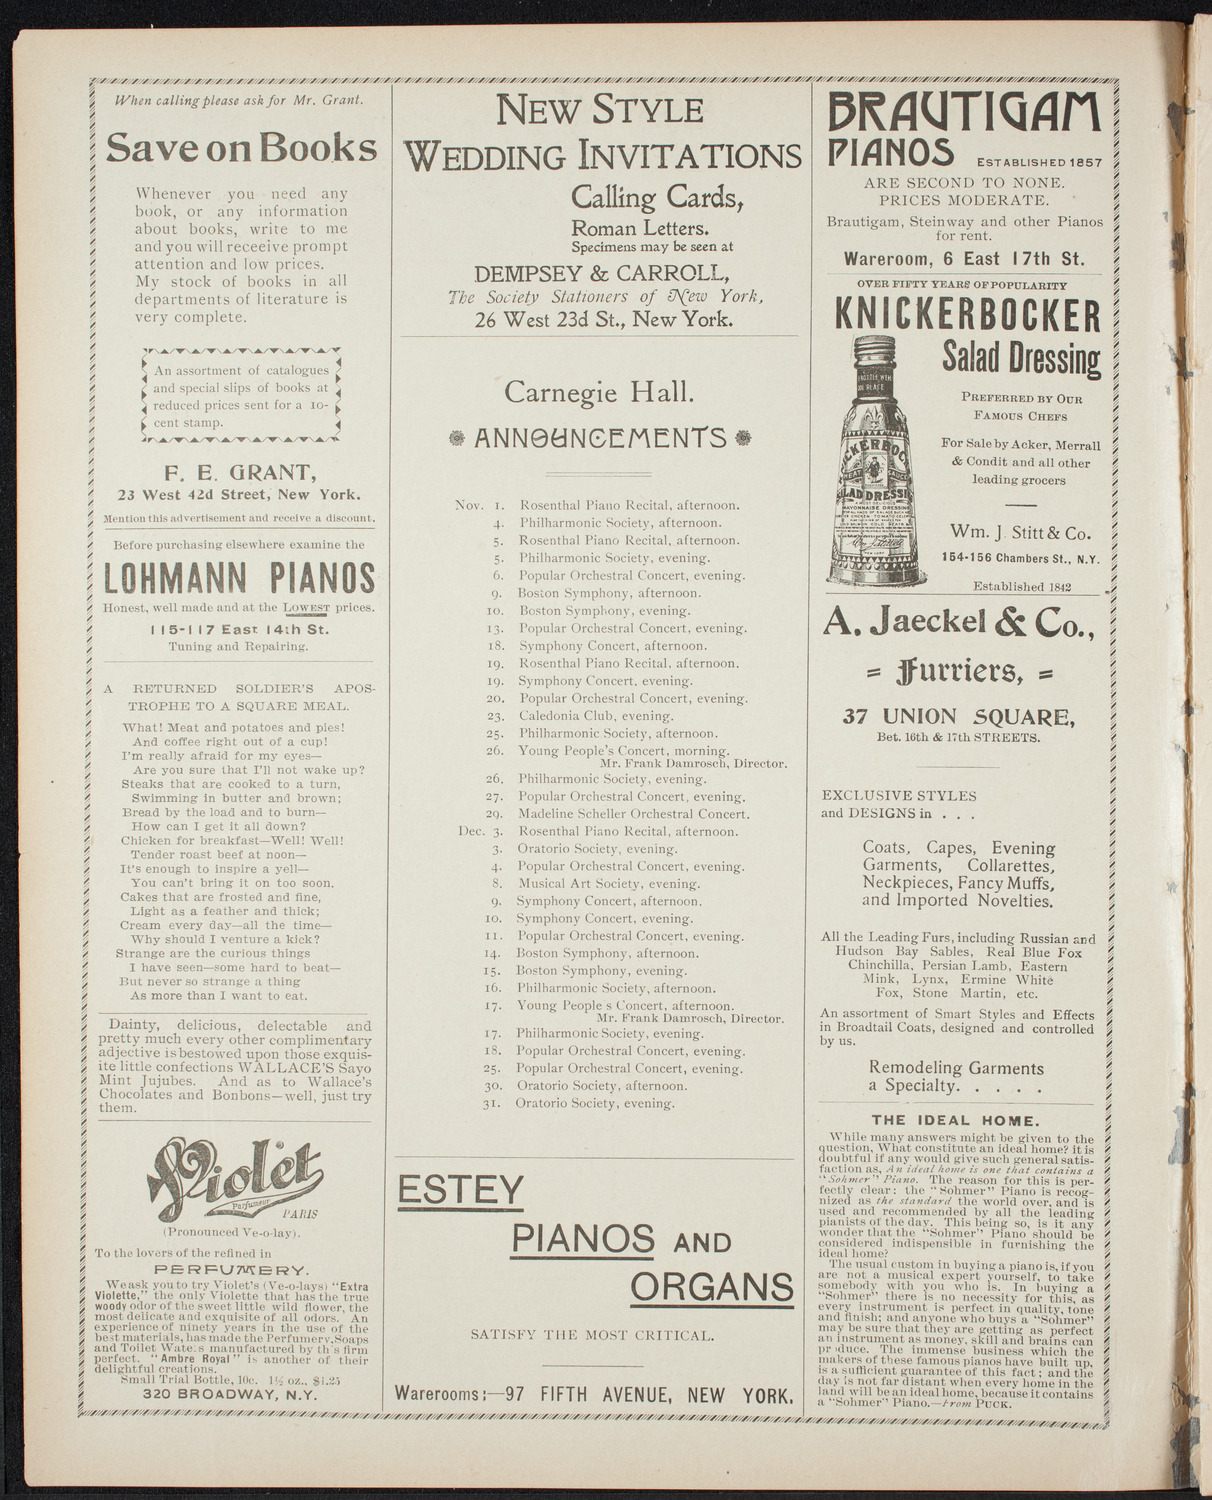 When calling please ask for Mr. Grant.
Save on Books
Whenever you need any
book, or any information
about books, write to me
and you will receeive prompt
attention and low prices.
My stock of books in all
departments of literature is
very complete.
An assortment of catalogues
and special slips of books at
reduced prices sent for a 10-
cent stamp.
F. E. GRANT,
23 West 42d Street, New York.
Mention this advertisement and receive a discount.
Before purchasing elsewhere examine the
LOHMANN PIANOS
Honest, well made and at the LOWEST prices.
115-117 East 14th St.
Tuning and Repairing.
A RETURNED SOLDIER'S APOS-
TROPHE TO A SQUARE MEAL.
What! Meat and potatoes and pies!
And coffee right out of a cup!
I'm really afraid for my eyes—
Are you sure that I'll not wake up?
Steaks that are cooked to a turn,
Swimming in butter and brown;
Bread by the load and to burn—
How can I get it all down?
Chicken for breakfast—Well! Well!
Tender roast beef at noon—
It's enough to inspire a yell—
You can't bring it on too soon.
Cakes that are frosted and fine,
Light as a feather and thick;
Cream every day—all the time—
Why should I venture a kick?
Strange are the curious things
I have seen—some hard to beat—
But never so strange a thing
As more than I want to eat.
Dainty, delicious, delectable and
pretty much every other complimentary
adjective is bestowed upon those exquis-
ite little confections WALLACE'S Sayo
Mint Jujubes. And as to Wallace's
Chocolates and Bonbons—well, just try
them.
Violet
Parfumeur
PARIS
(Pronounced Ve-o-lay).
To the lovers of the refined in
PERFUMERY.
We ask you to try Violet's (Ve-o-lays) "Extra
Violette," the only Violette that has the true
woody odor of the sweet little wild flower, the
most delicate and exquisite of all odors. An
experience of ninety years in the use of the
best materials, has made the Perfumery, Soaps
and Toilet Waters manufactured by this firm
perfect. "Ambre Royal" is another of their
delightful creations.
Small Trial Bottle, 10c. 1½ oz., $1.25
320 BROADWAY, N.Y.
NEW STYLE
WEDDING INVITATIONS
Calling Cards,
Roman Letters.
Specimens may be seen at
DEMPSEY & CARROLL,
The Society Stationers of New York,
26 West 23d St., New York.
Carnegie Hall.
ANNOUNCEMENTS
Nov. 1. Rosenthal Piano Recital, afternoon.
4. Philharmonic Society, afternoon.
5. Rosenthal Piano Recital, afternoon.
5. Philharmonic Society, evening.
6. Popular Orchestral Concert, evening.
9. Boston Symphony, afternoon.
10. Boston Symphony, evening.
13. Popular Orchestral Concert, evening.
18. Symphony Concert, afternoon.
19. Rosenthal Piano Recital, afternoon.
19. Symphony Concert, evening.
20. Popular Orchestral Concert, evening.
23. Caledonia Club, evening.
25. Philharmonic Society, afternoon.
26. Young People's Concert, morning.
Mr. Frank Damrosch, Director.
26. Philharmonic Society, evening.
27. Popular Orchestral Concert, evening.
29. Madeline Scheller Orchestral Concert.
Dec. 3. Rosenthal Piano Recital, afternoon.
3. Oratorio Society, evening.
4. Popular Orchestral Concert, evening.
8. Musical Art Society, evening.
9. Symphony Concert, afternoon.
10. Symphony Concert, evening.
11. Popular Orchestral Concert, evening.
14. Boston Symphony, afternoon.
15. Boston Symphony, evening.
16. Philharmonic Society, afternoon.
17. Young People s Concert, afternoon.
Mr. Frank Damrosch, Director.
17. Philharmonic Society, evening.
18. Popular Orchestral Concert, evening.
25. Popular Orchestral Concert, evening.
30. Oratorio Society, afternoon.
31. Oratorio Society, evening.
ESTEY
PIANOS AND
ORGANS
SATISFY THE MOST CRITICAL.
Warerooms:—97 FIFTH AVENUE, NEW YORK.
BRAUTIGAM
PIANOS ESTABLISHED 1857
ARE SECOND TO NONE.
PRICES MODERATE.
Brautigam, Steinway and other Pianos
for rent.
Wareroom, 6 East 17th St.
OVER FIFTY YEARS OF POPULARITY
KNICKERBOCKER
Salad Dressing
PREFERRED BY OUR
FAMOUS CHEFS
For Sale by Acker, Merrall
& Condit and all other
leading grocers
Wm. J. Stitt & Co.
154-156 Chambers St., N.Y.
Established 1842
A. Jaeckel & Co.,
= Furriers, =
37 UNION SQUARE,
Bet. 16th & 17th STREETS.
EXCLUSIVE STYLES
and DESIGNS in . . .
Coats, Capes, Evening
Garments, Collarettes,
Neckpieces, Fancy Muffs,
and Imported Novelties.
All the Leading Furs, including Russian and
Hudson Bay Sables, Real Blue Fox
Chinchilla, Persian Lamb, Eastern
Mink, Lynx, Ermine White
Fox, Stone Martin, etc.
An assortment of Smart Styles and Effects
in Broadtail Coats, designed and controlled
by us.
Remodeling Garments
a Specialty. . . . .
THE IDEAL HOME.
While many answers might be given to the
question, What constitute an ideal home? it is
doubtful if any would give such general satis-
faction as, An ideal home is one that contains a
"Sohmer" Piano. The reason for this is per-
fectly clear: the "Sohmer" Piano is recog-
nized as the standard the world over, and is
used and recommended by all the leading
pianists of the day. This being so, is it any
wonder that the "Sohmer" Piano should be
considered indispensible in furnishing the
ideal home?
The usual custom in buying a piano is, if you
are not a musical expert yourself, to take
somebody with you who is. In buying a
"Sohmer" there is no necessity for this, as
every instrument is perfect in quality, tone
and finish; and anyone who buys a "Sohmer"
may be sure that they are getting as perfect
an instrument as money, skill and brains can
produce. The immense business which the
makers of these famous pianos have built up,
is a sufficient guarantee of this fact; and the
day is not far distant when every home in the
land will be an ideal home, because it contains
a "Sohmer" Piano.—From PUCK.